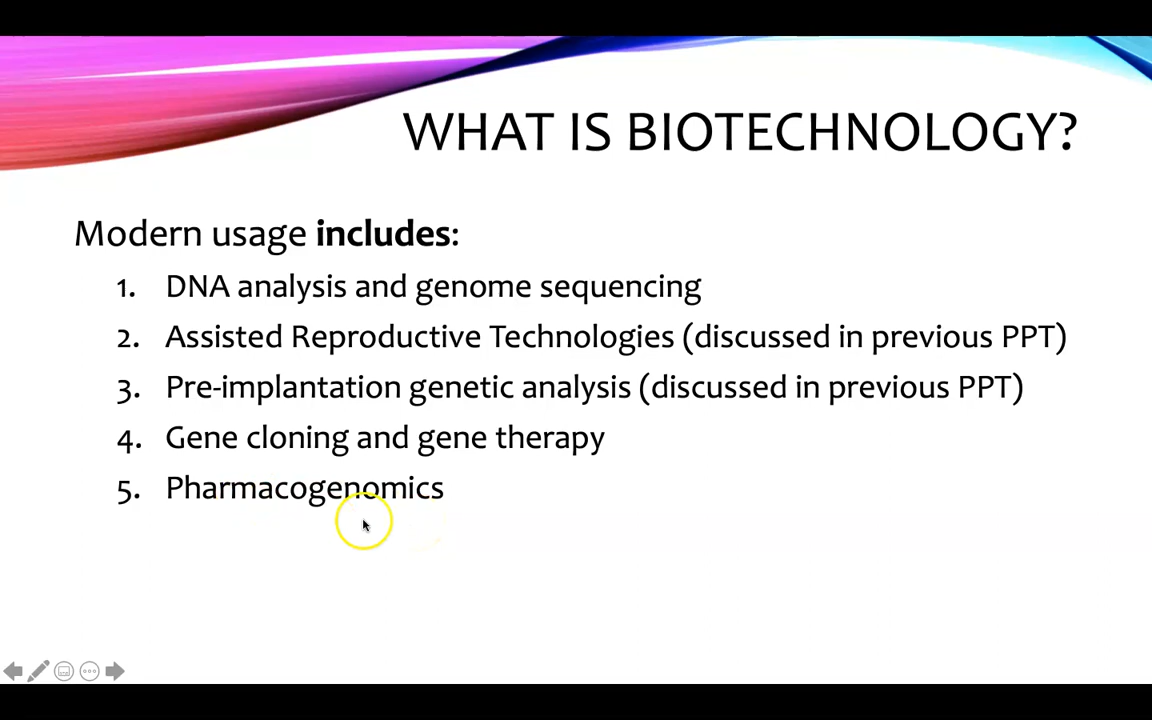 WHAT IS BIOTECHNOLOGY?
Modern usage includes:
1. DNA analysis and genome sequencing
2. Assisted Reproductive Technologies (discussed in previous PPT)
3. Pre-implantation genetic analysis (discussed in previous PPT)
4. Gene cloning and gene therapy
5. Pharmacogenomics